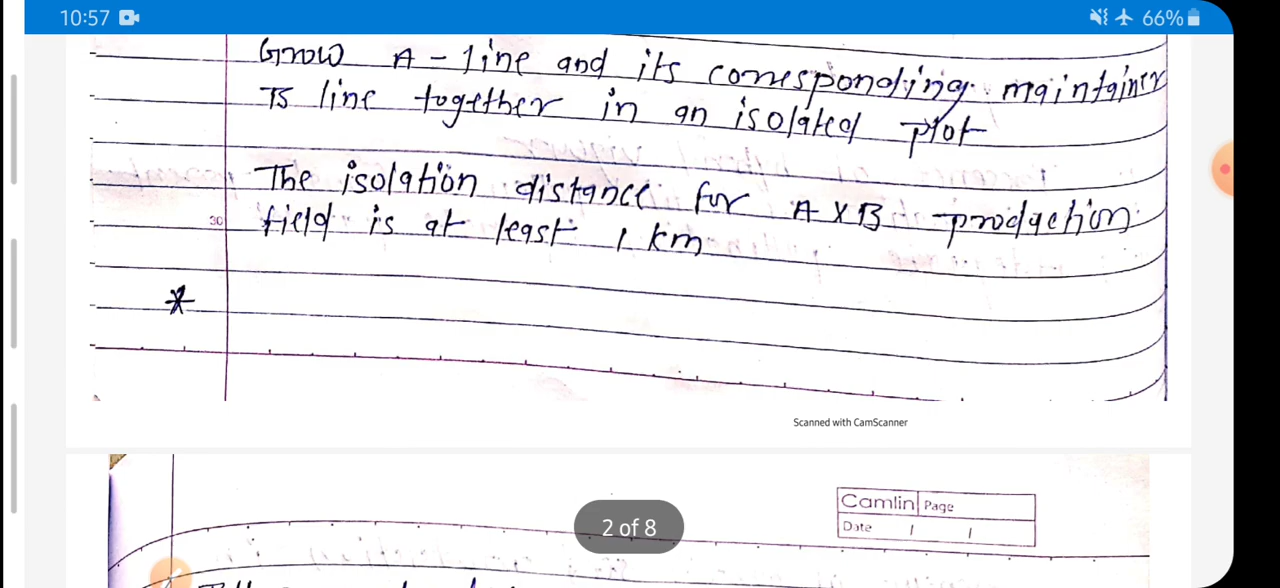 10:57
66%
Grow A-line and its corresponding maintainer
B line together in an isolated plot
The isolation distance for A X B production
30
field is at least 1 km
*
Scanned with CamScanner
Camlin Page
2 of 8
Date / /